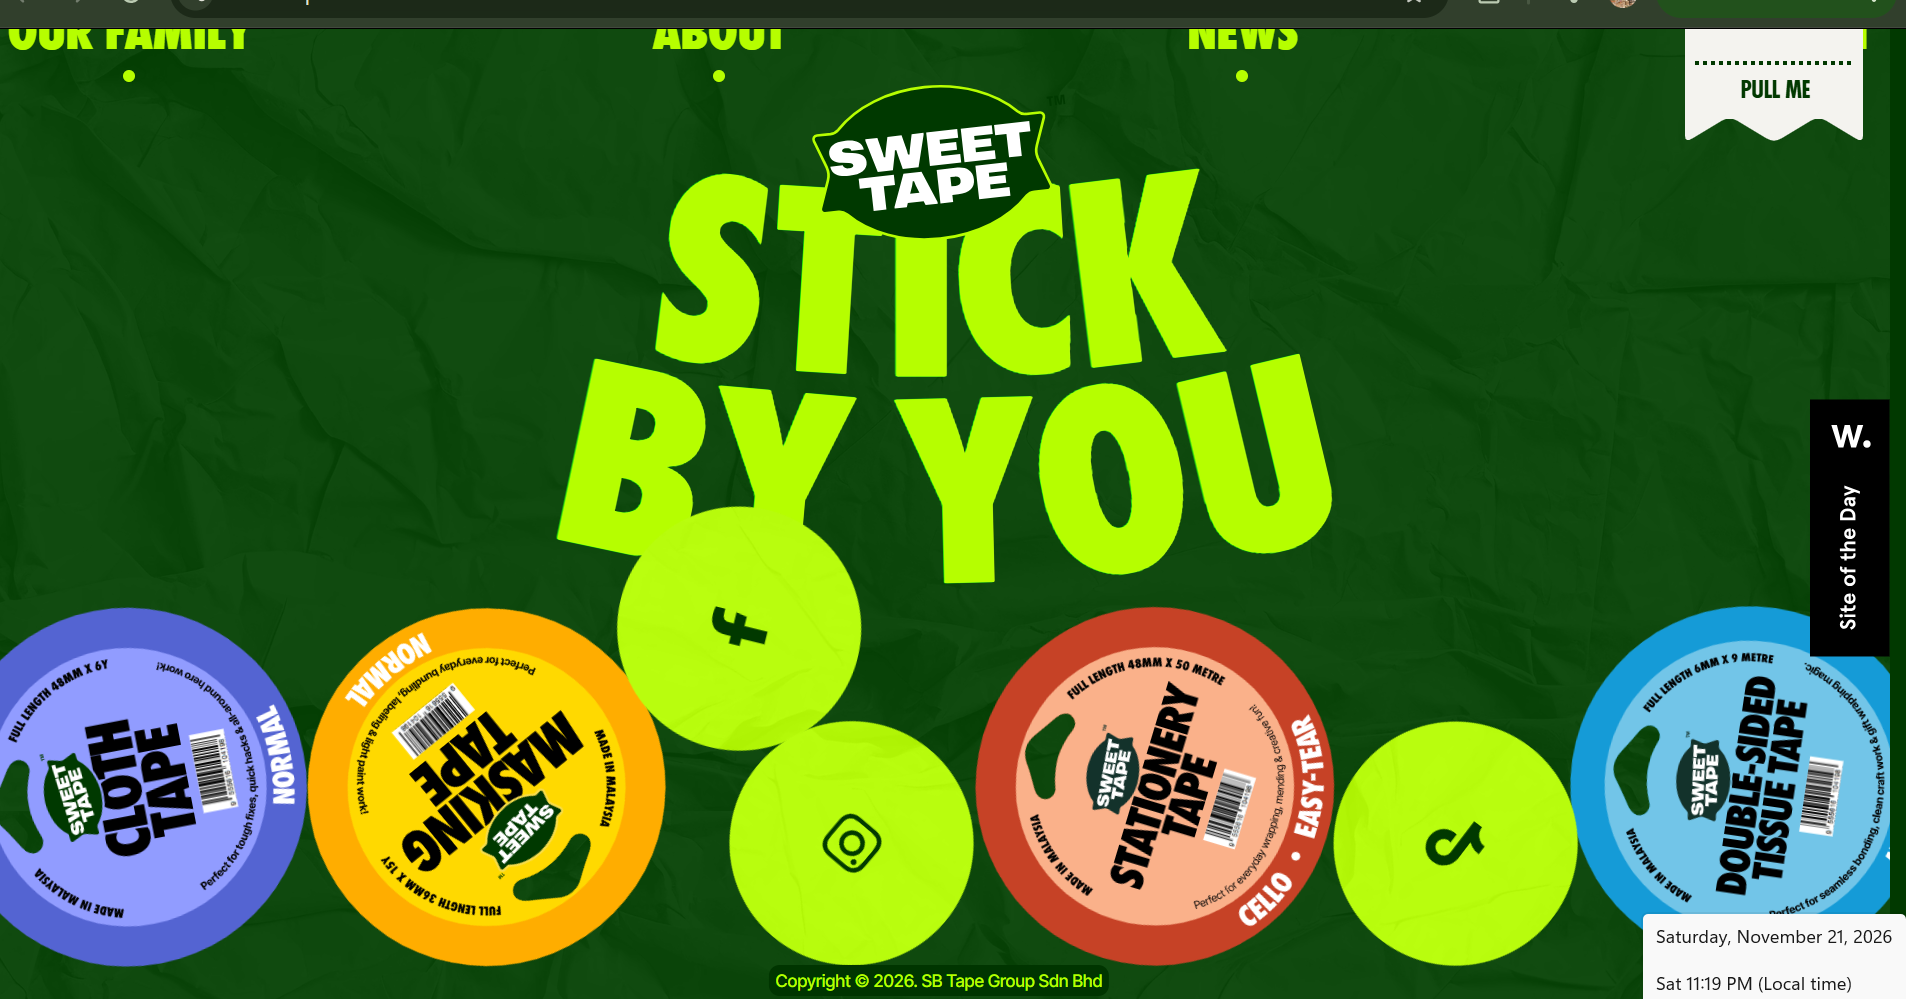 OUR FAMILY
ABOUT
NEWS
PULL ME
SWEET
TAPE
TM
STICK
BY YOU
W.
Site of the Day
FULL LENGTH 48MM X 6Y
Perfect for tough fixes, quick hacks & all-around hero work!
NORMAL
SWEET
TAPE
TM
CLOTH
TAPE
MADE IN MALAYSIA
NORMAL
Perfect for everyday bundling, labeling & light paint work!
MASKING
TAPE
SWEET
TAPE
TM
MADE IN MALAYSIA
FULL LENGTH 36MM X 15Y
FULL LENGTH 48MM X 50 METRE
Perfect for everyday wrapping, mending & creative fun!
SWEET
TAPE
TM
STATIONERY
TAPE
MADE IN MALAYSIA
CELLO • EASY-TEAR
FULL LENGTH 6MM X 9 METRE
Perfect for seamless bonding, clean craft work & gift wrapping magic.
SWEET
TAPE
TM
DOUBLE-SIDED
TISSUE TAPE
MADE IN MALAYSIA
Copyright © 2026. SB Tape Group Sdn Bhd
Saturday, November 21, 2026
Sat 11:19 PM (Local time)